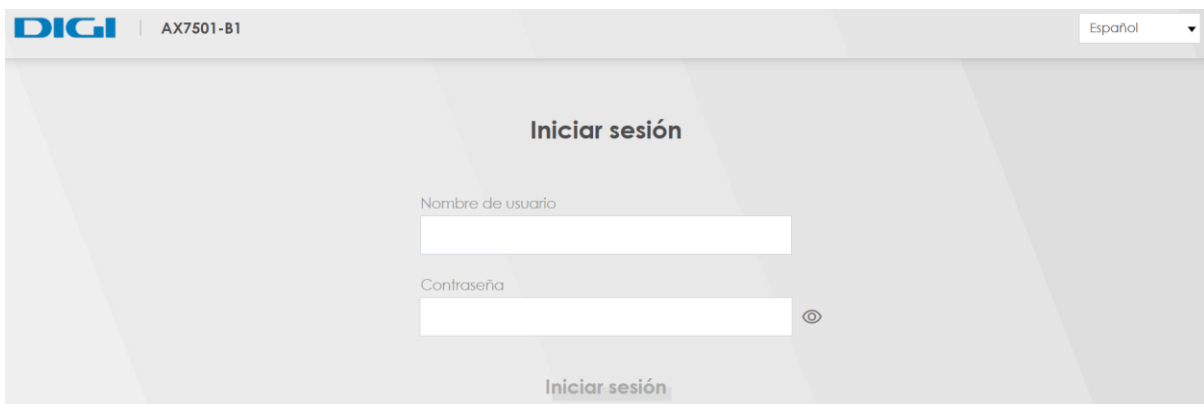 DIGI AX7501-B1 Español
Iniciar sesión
Nombre de usuario
Contraseña
Iniciar sesión